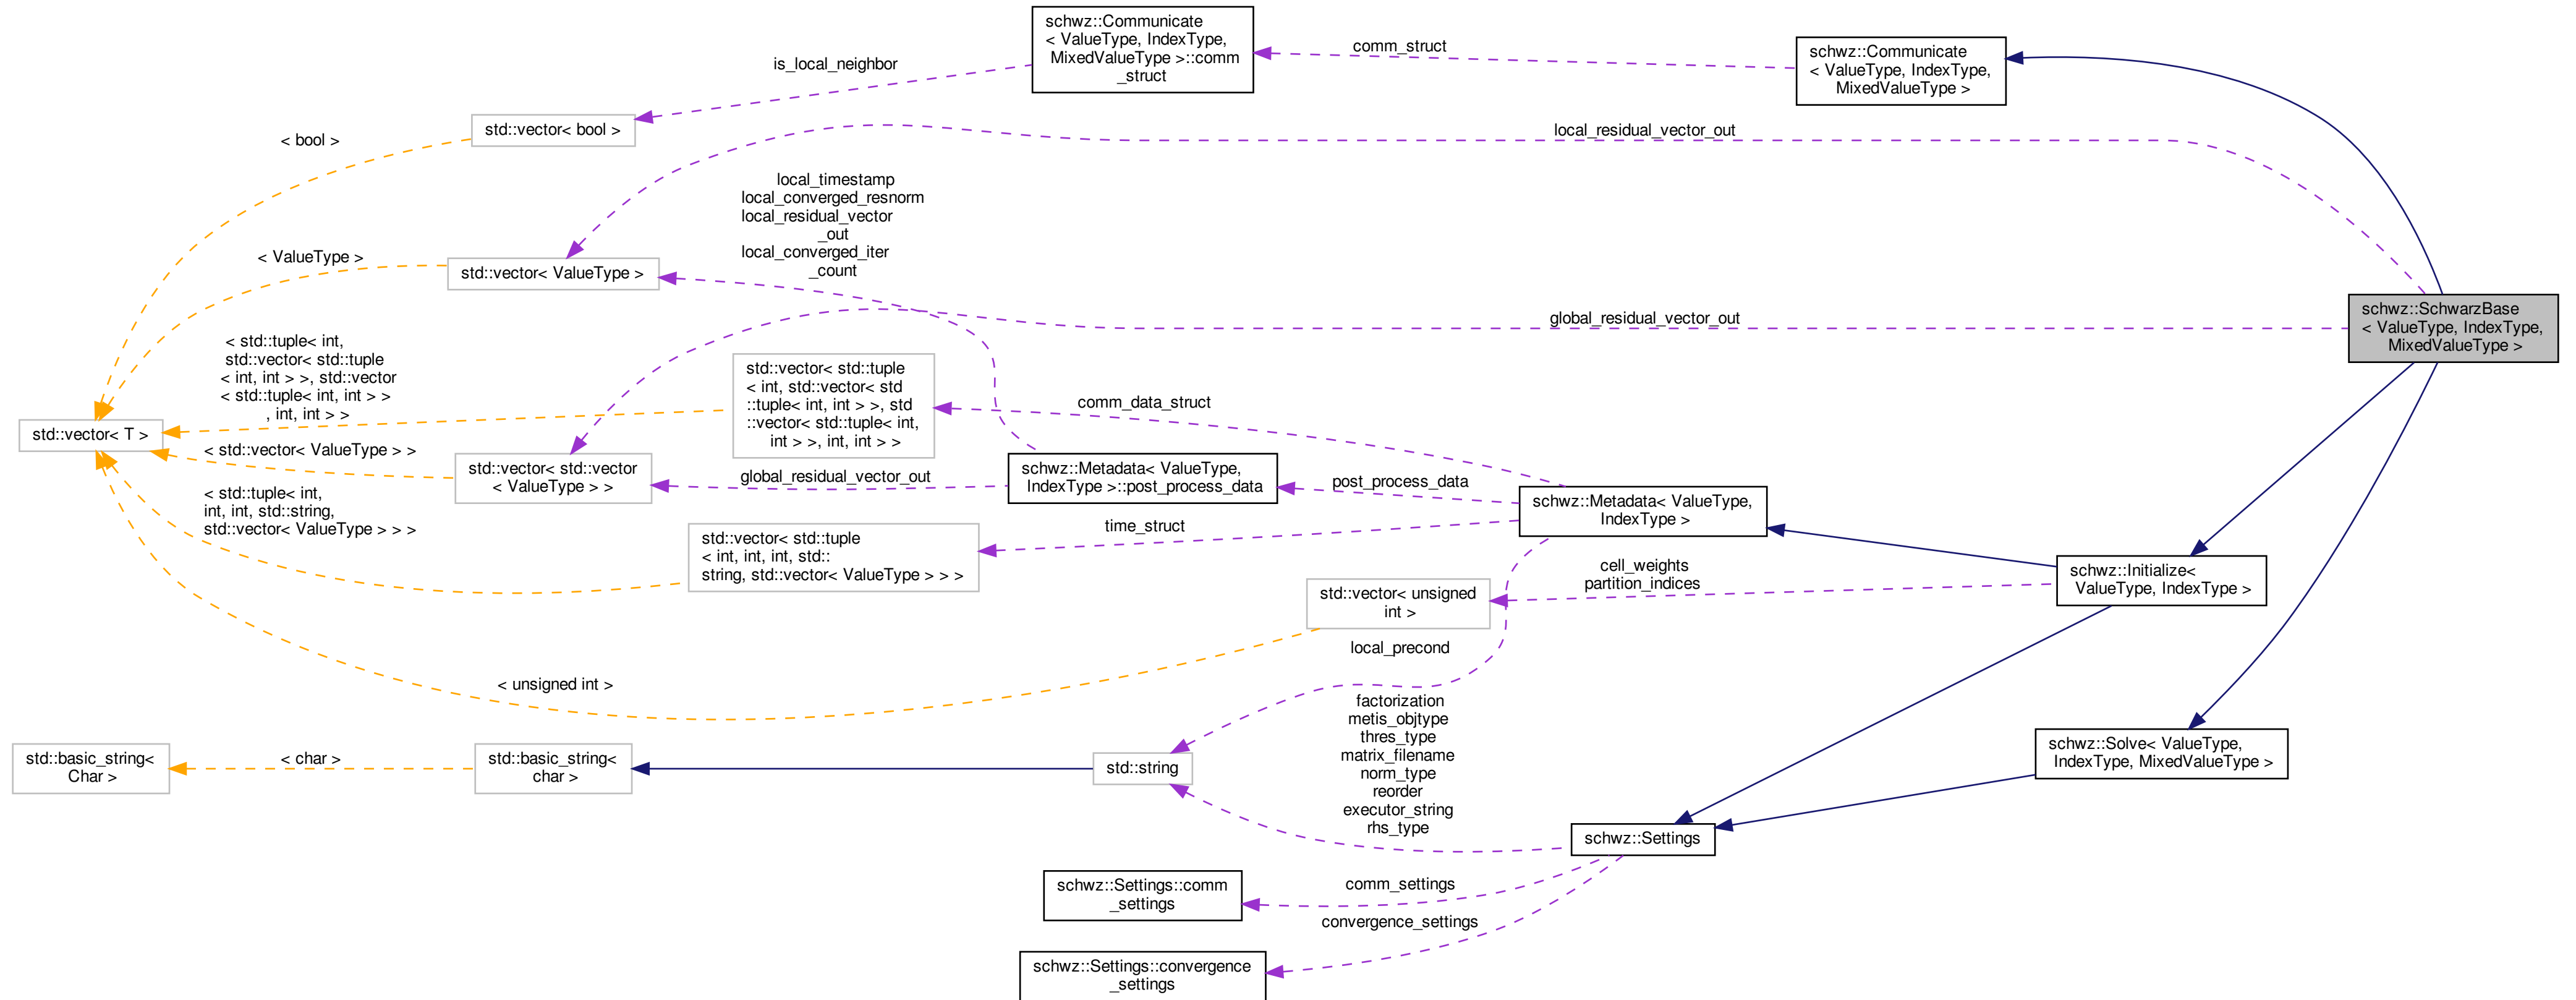 schwz::Communicate
< ValueType, IndexType,
MixedValueType >::comm
_struct
comm_struct
schwz::Communicate
< ValueType, IndexType,
MixedValueType >
is_local_neighbor
std::vector< bool >
< bool >
local_residual_vector_out
local_timestamp
local_converged_resnorm
local_residual_vector
_out
local_converged_iter
_count
< ValueType >
std::vector< ValueType >
global_residual_vector_out
schwz::SchwarzBase
< ValueType, IndexType,
MixedValueType >
< std::tuple< int,
std::vector< std::tuple
< int, int > >, std::vector
< std::tuple< int, int > >
, int, int >
std::vector< std::tuple
< int, std::vector< std
::tuple< int, int > >, std
::vector< std::tuple< int,
int > >, int, int > >
comm_data_struct
std::vector< T >
< std::vector< ValueType > >
std::vector< std::vector
< ValueType > >
global_residual_vector_out
schwz::Metadata< ValueType,
IndexType >::post_process_data
post_process_data
schwz::Metadata< ValueType,
IndexType >
< std::tuple< int,
int, int, std::string,
std::vector< ValueType > > >
std::vector< std::tuple
< int, int, int, std::
string, std::vector< ValueType > > >
time_struct
std::vector< unsigned
int >
cell_weights
partition_indices
schwz::Initialize<
ValueType, IndexType >
local_precond
< unsigned int >
factorization
metis_objtype
thres_type
matrix_filename
norm_type
reorder
executor_string
rhs_type
std::basic_string<
Char >
< char >
std::basic_string<
char >
std::string
schwz::Solve< ValueType,
IndexType, MixedValueType >
schwz::Settings
schwz::Settings::comm
_settings
comm_settings
convergence_settings
schwz::Settings::convergence
_settings